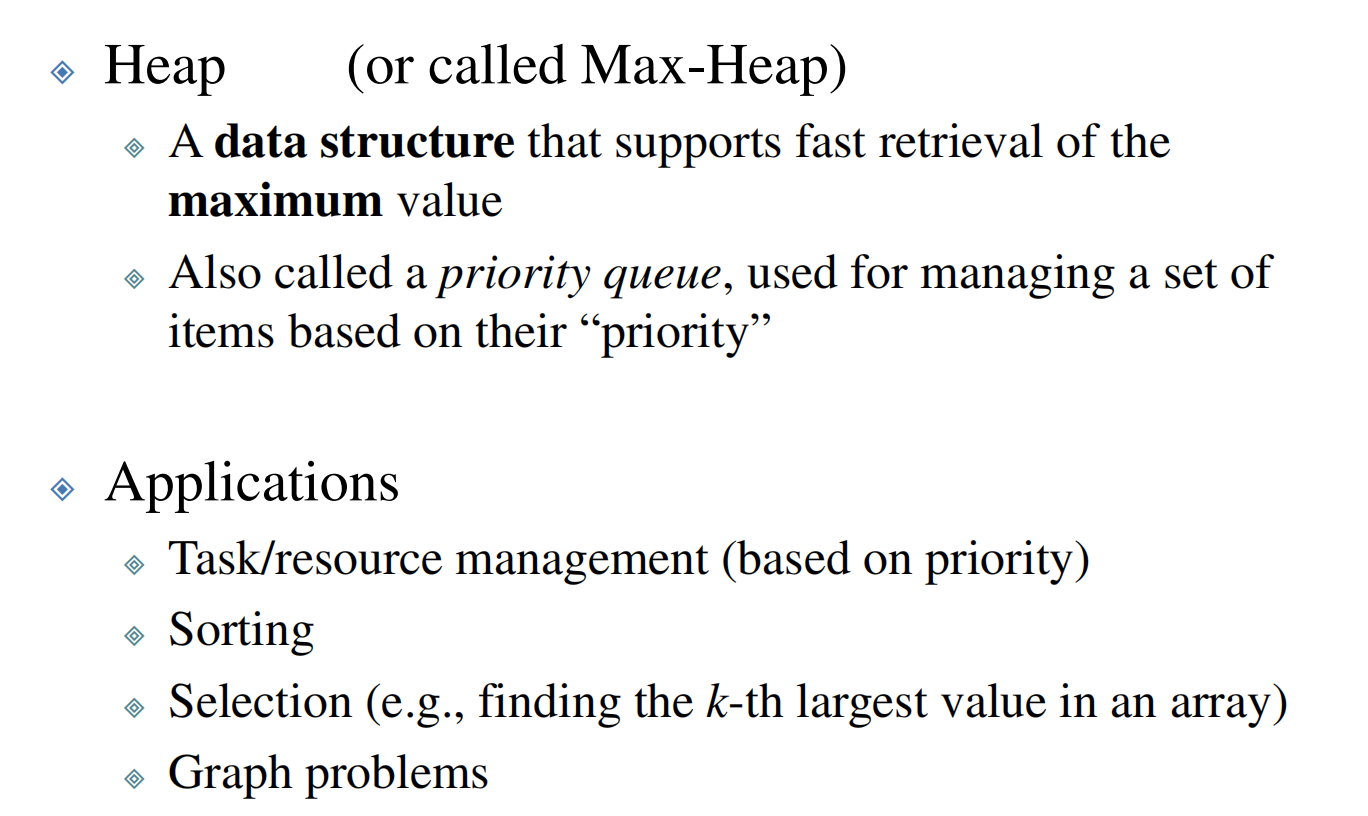 Heap (or called Max-Heap)
A data structure that supports fast retrieval of the
maximum value
Also called a priority queue, used for managing a set of
items based on their “priority”
Applications
Task/resource management (based on priority)
Sorting
Selection (e.g., finding the k-th largest value in an array)
Graph problems